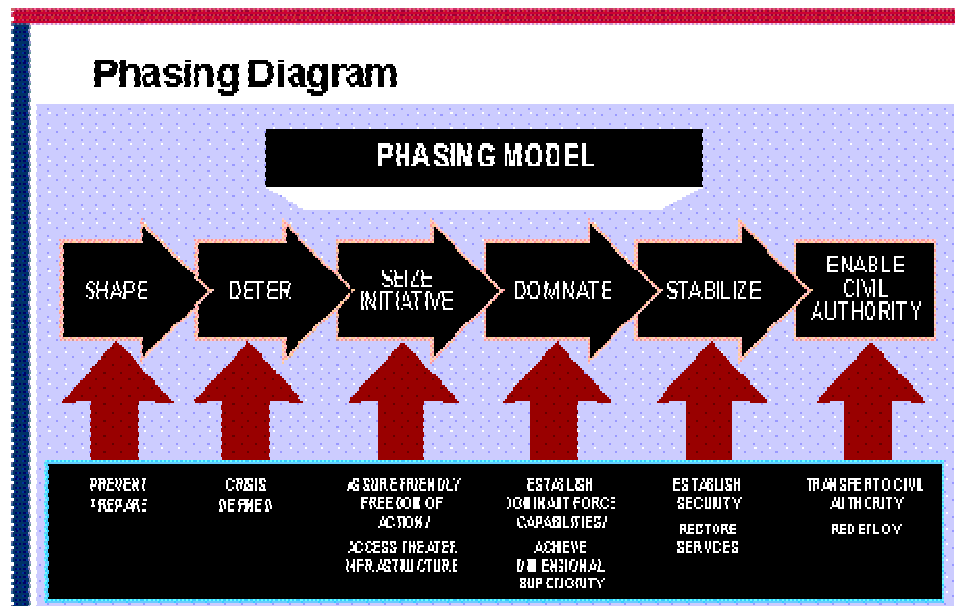 Phasing Diagram
PHASING MODEL
SHAPE
DETER
SEIZE
INITIATIVE
DOMNATE
STABILIZE
ENABLE
CIVIL
AUTHORITY
PREVENT
PREPARE
CRISIS
DEFINED
ASSURE FRIENDLY
FREEDOM OF
ACTION/
ACCESS THEATER
INFRASTRUCTURE
ESTABLISH
DOMINANT FORCE
CAPABILITIES/
ACHIEVE
DIMENSIONAL
SUPERIORITY
ESTABLISH
SECURITY
RESTORE
SERVICES
TRANSFER TO CIVIL
AUTHORITY
REDEPLOY